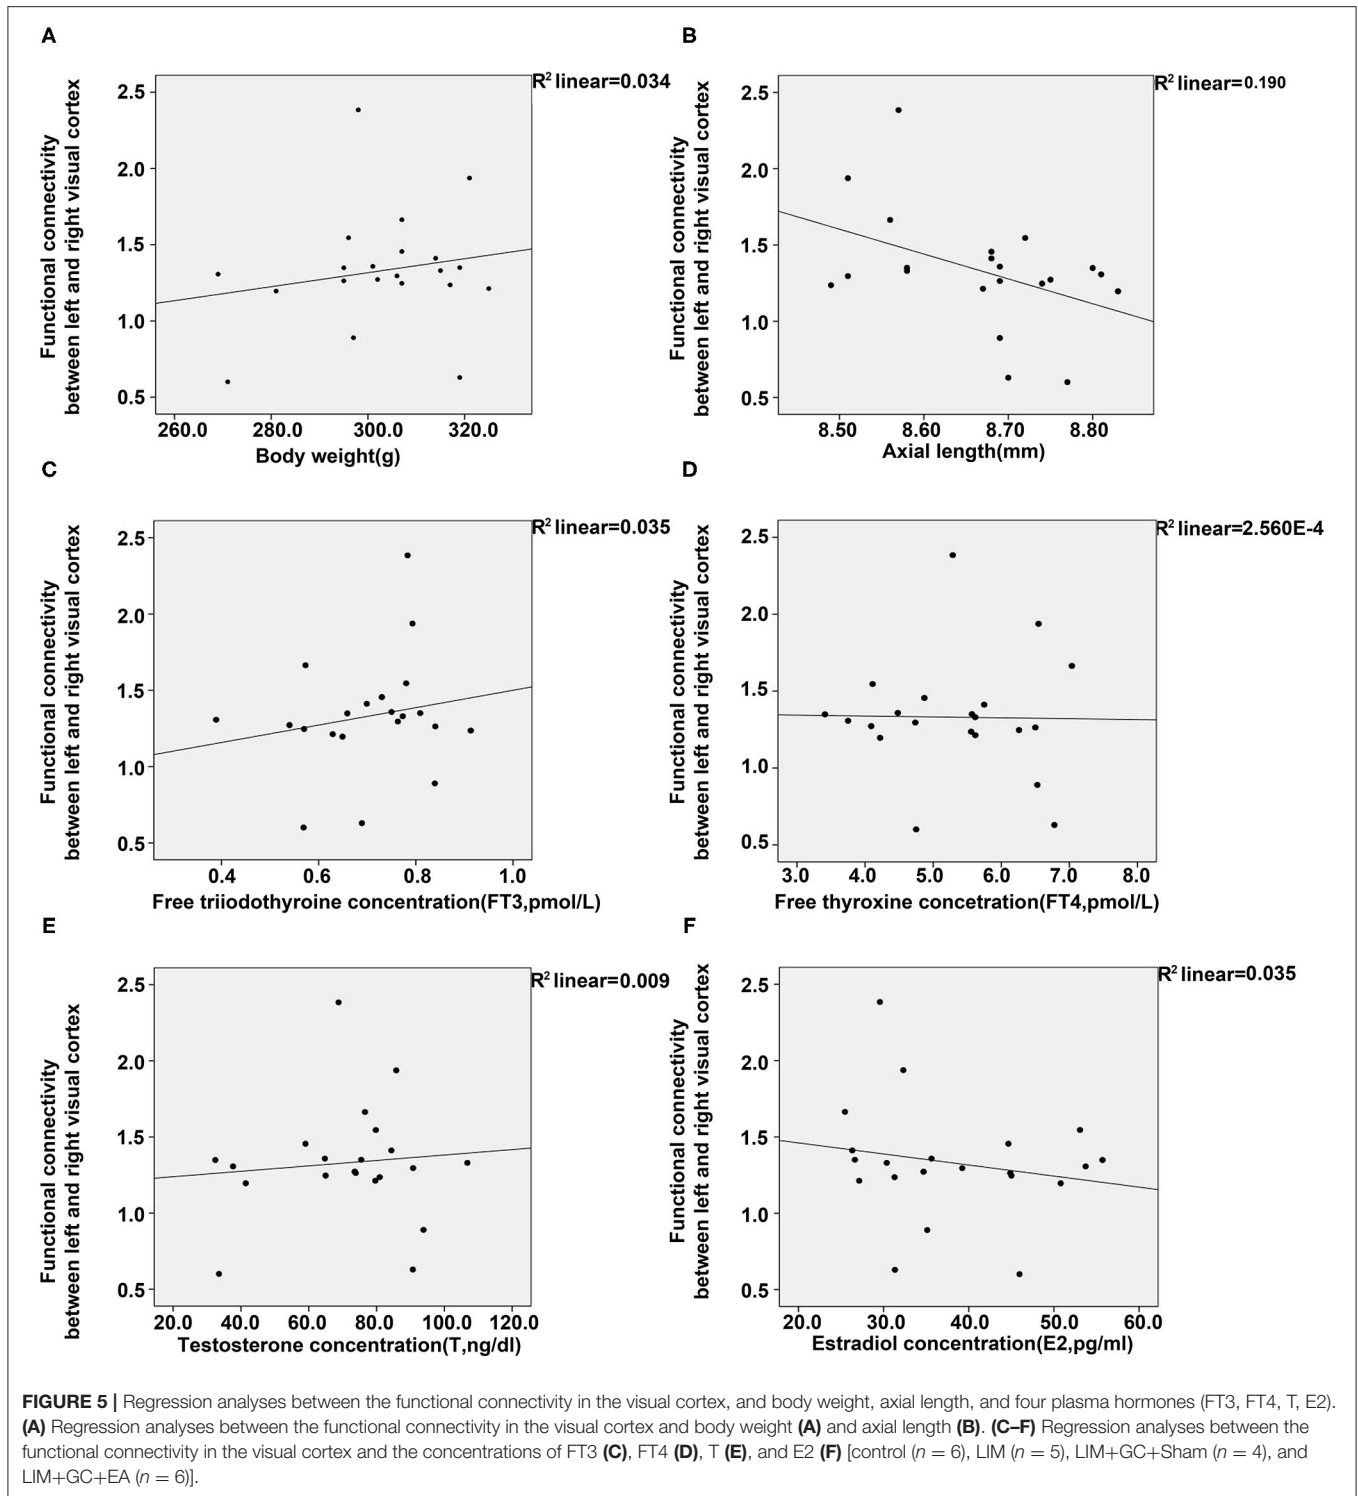 A
R² linear=0.034
Functional connectivity
between left and right visual cortex
2.5
2.0
1.5
1.0
0.5
260.0 280.0 300.0 320.0
Body weight(g)
B
R² linear=0.190
Functional connectivity
between left and right visual cortex
2.5
2.0
1.5
1.0
0.5
8.50 8.60 8.70 8.80
Axial length(mm)
C
R² linear=0.035
Functional connectivity
between left and right visual cortex
2.5
2.0
1.5
1.0
0.5
0.4 0.6 0.8 1.0
Free triiodothyroine concentration(FT3,pmol/L)
D
R² linear=2.560E-4
Functional connectivity
between left and right visual cortex
2.5
2.0
1.5
1.0
0.5
3.0 4.0 5.0 6.0 7.0 8.0
Free thyroxine concetration(FT4,pmol/L)
E
R² linear=0.009
Functional connectivity
between left and right visual cortex
2.5
2.0
1.5
1.0
0.5
20.0 40.0 60.0 80.0 100.0 120.0
Testosterone concentration(T,ng/dl)
F
R² linear=0.035
Functional connectivity
between left and right visual cortex
2.5
2.0
1.5
1.0
0.5
20.0 30.0 40.0 50.0 60.0
Estradiol concentration(E2,pg/ml)
FIGURE 5 | Regression analyses between the functional connectivity in the visual cortex, and body weight, axial length, and four plasma hormones (FT3, FT4, T, E2).
(A) Regression analyses between the functional connectivity in the visual cortex and body weight (A) and axial length (B). (C–F) Regression analyses between the
functional connectivity in the visual cortex and the concentrations of FT3 (C), FT4 (D), T (E), and E2 (F) [control (n = 6), LIM (n = 5), LIM+GC+Sham (n = 4), and
LIM+GC+EA (n = 6)].